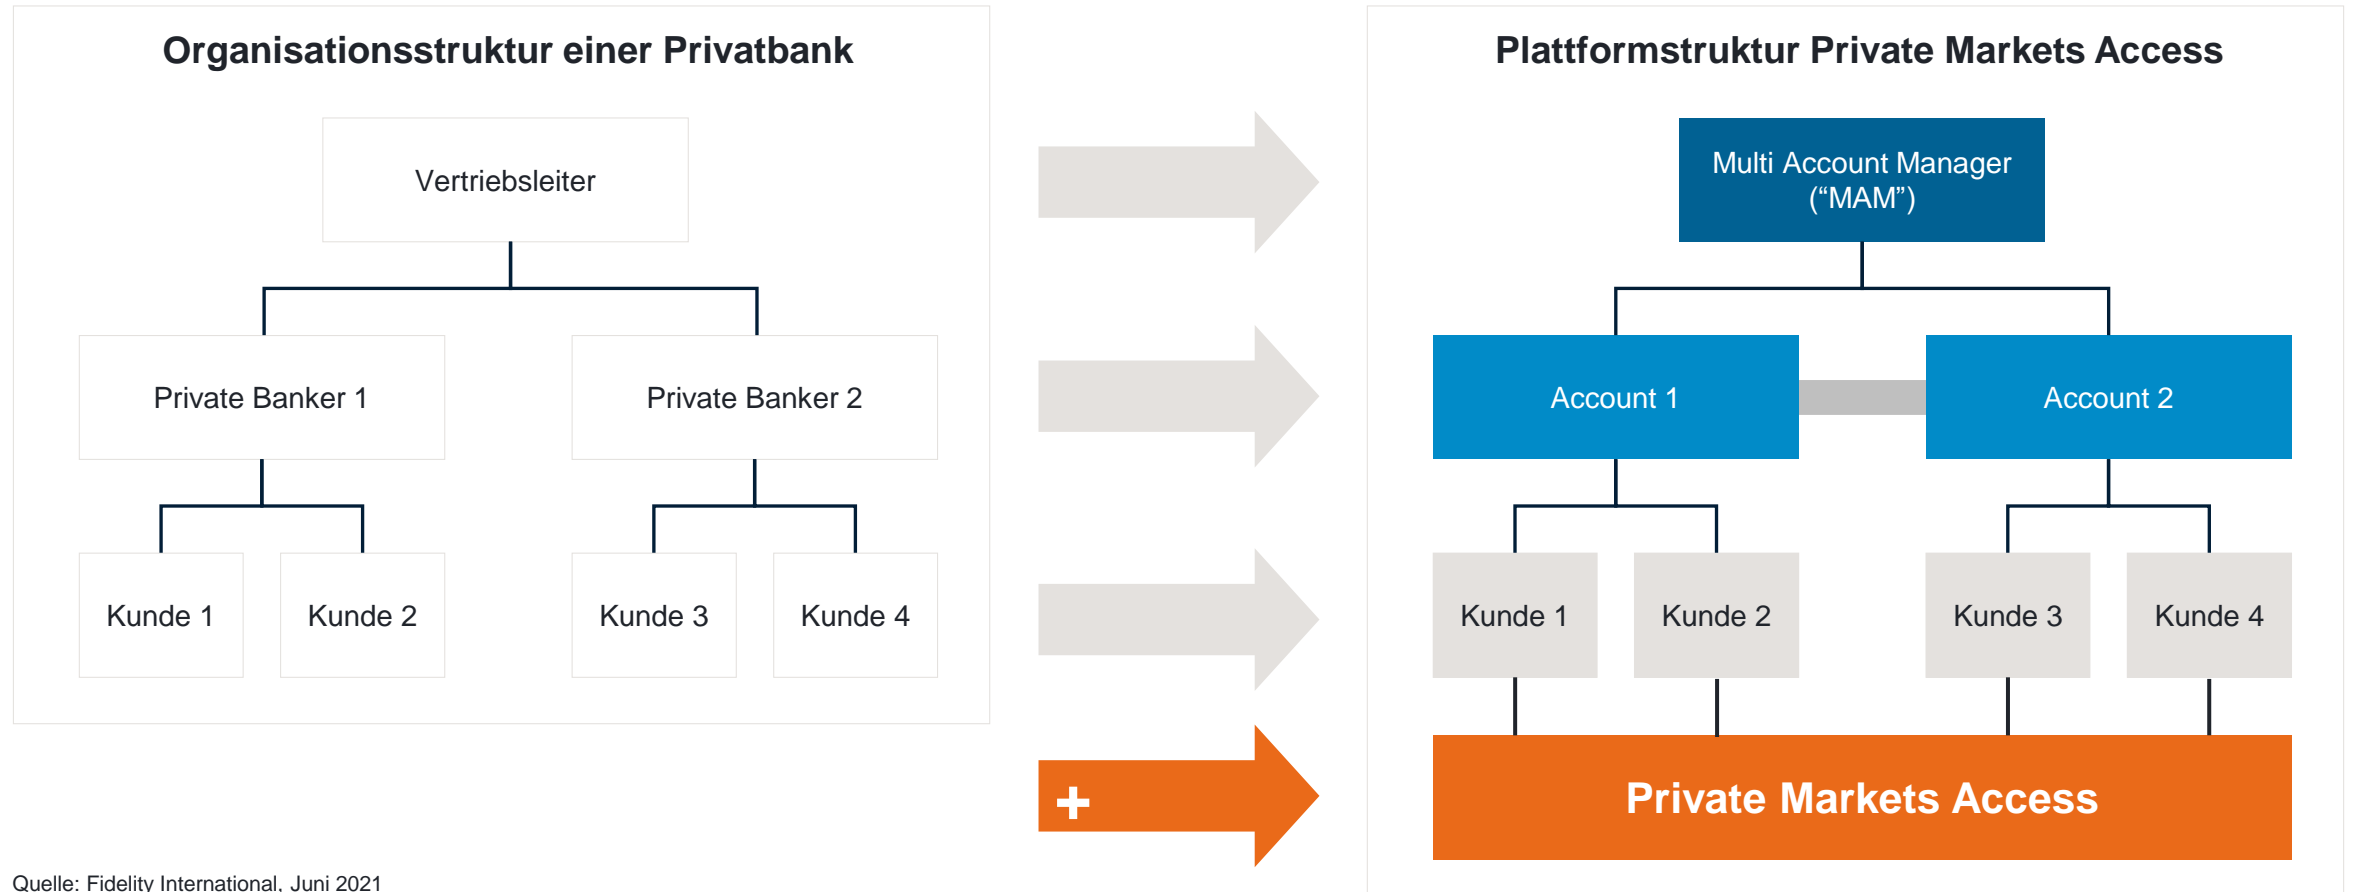 Organisationsstruktur einer Privatbank
Vertriebsleiter
Private Banker 1
Private Banker 2
Kunde 1
Kunde 2
Kunde 3
Kunde 4
+
Plattformstruktur Private Markets Access
Multi Account Manager
(“MAM”)
Account 1
Account 2
Kunde 1
Kunde 2
Kunde 3
Kunde 4
Private Markets Access
Quelle: Fidelity International, Juni 2021